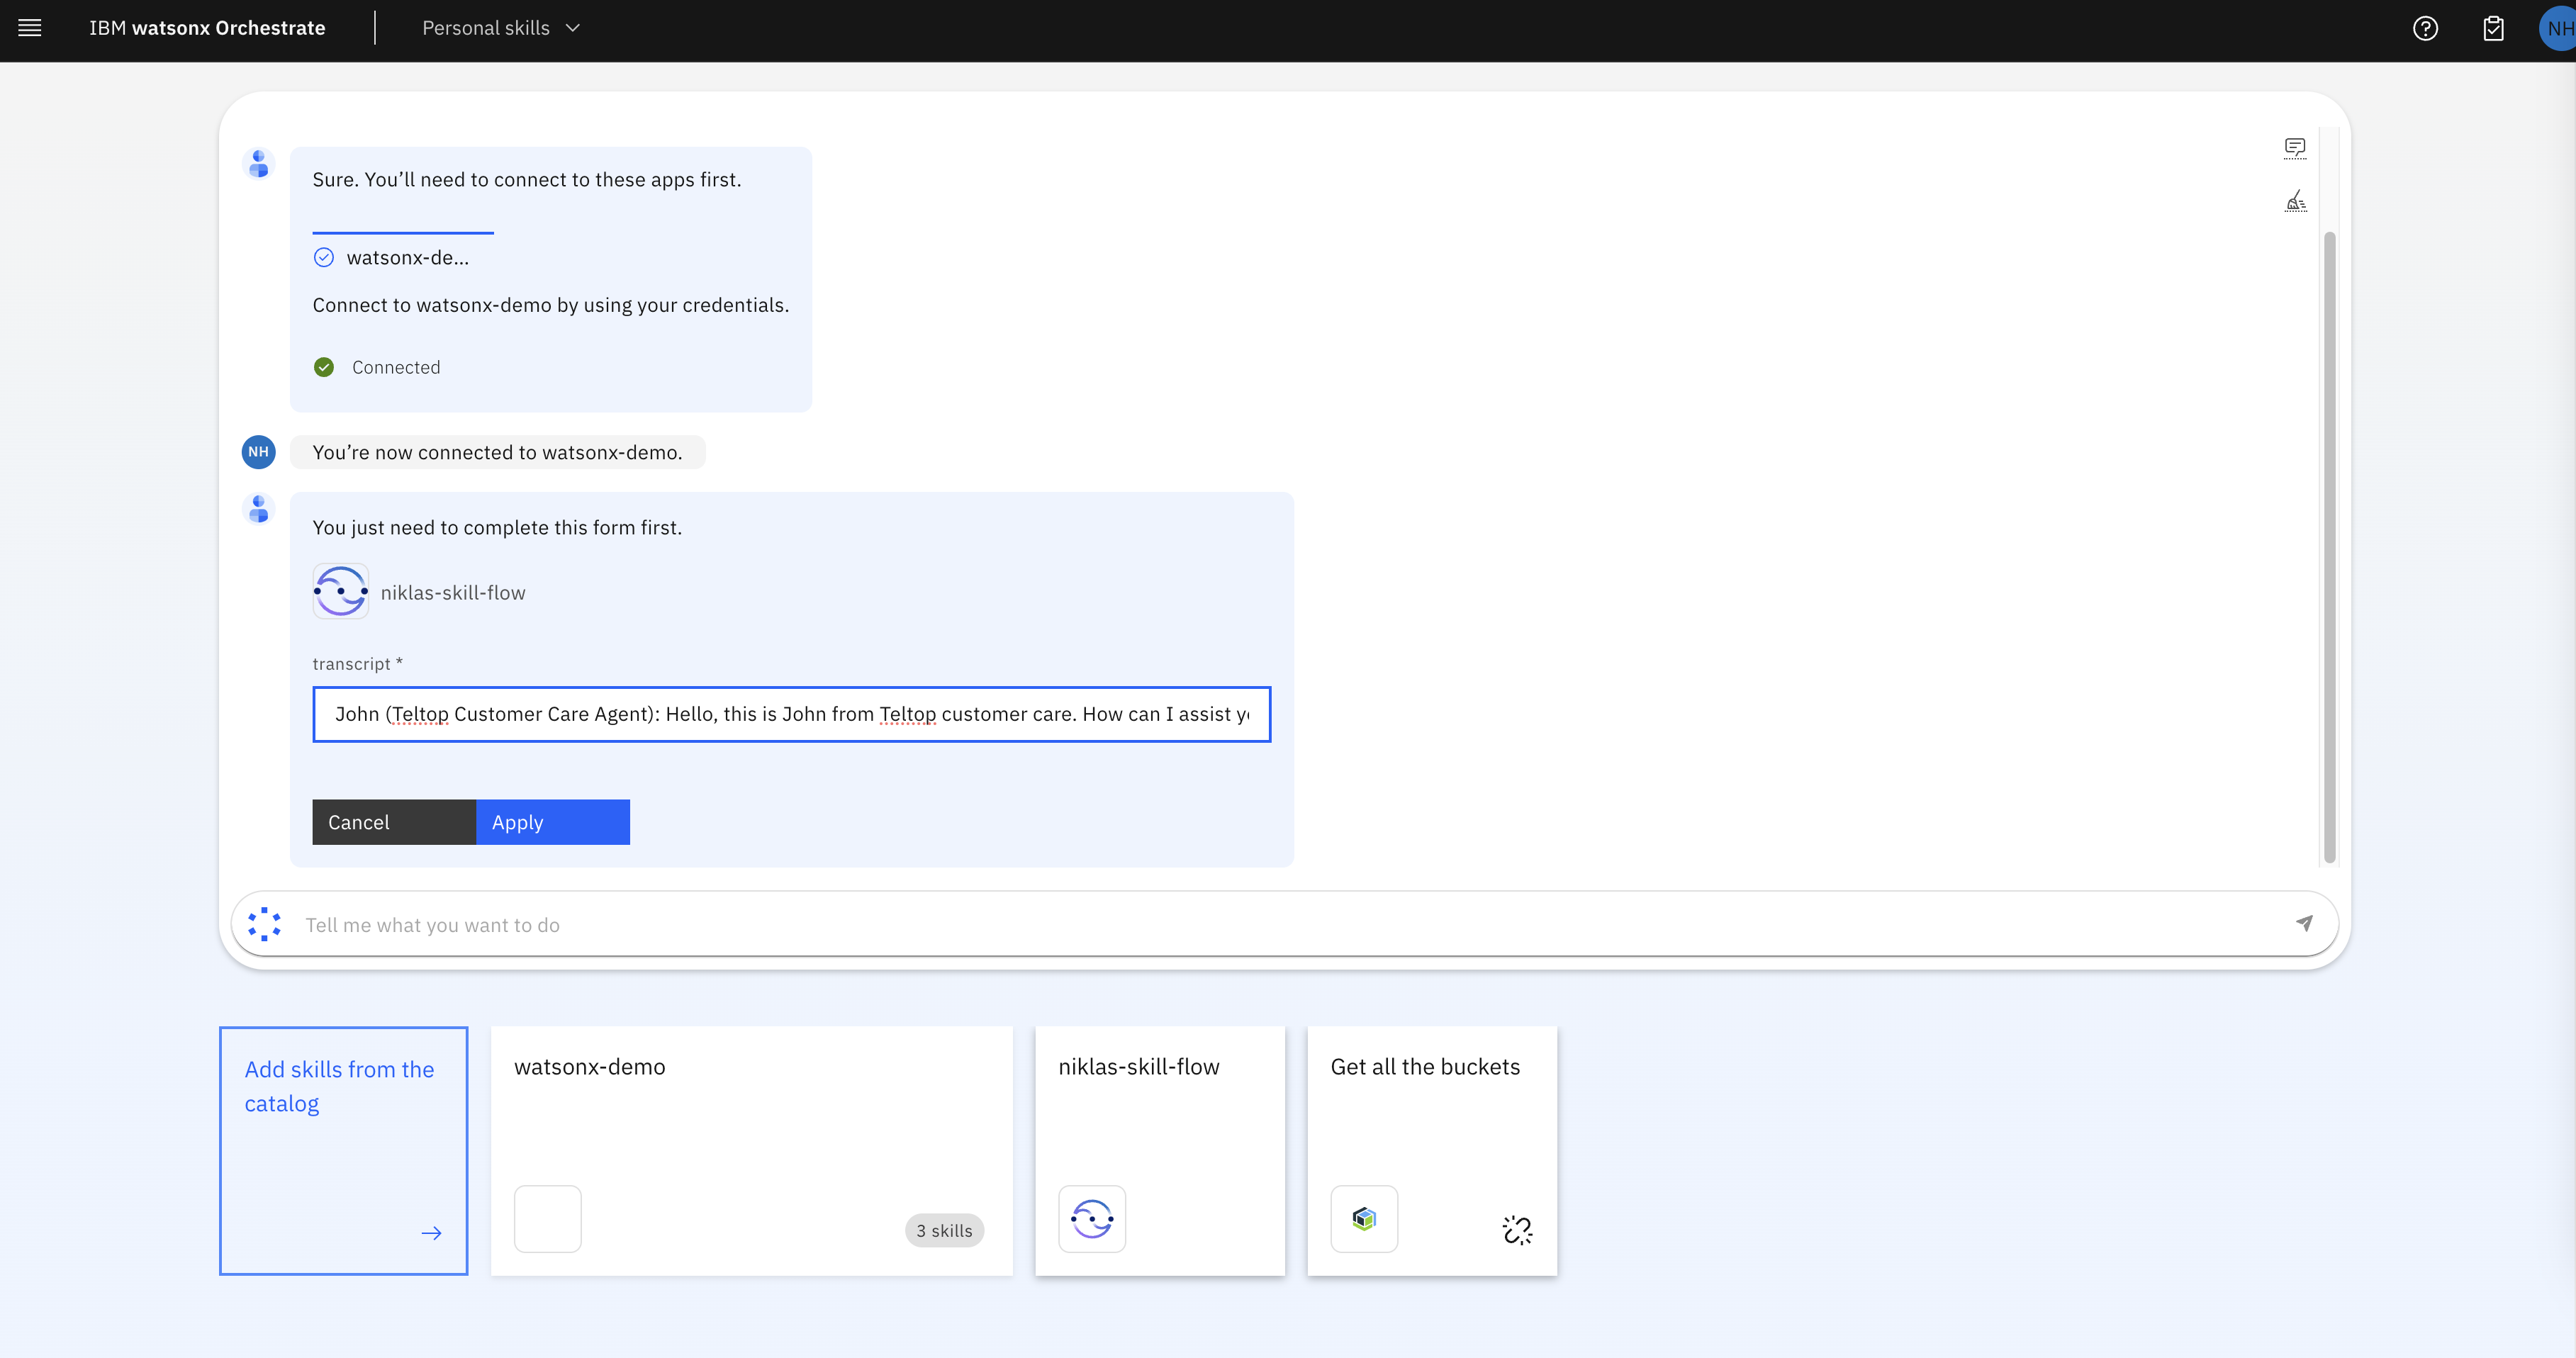 IBM watsonx Orchestrate
Personal skills
NH
Sure. You’ll need to connect to these apps first.
watsonx-de...
Connect to watsonx-demo by using your credentials.
Connected
NH
You’re now connected to watsonx-demo.
You just need to complete this form first.
niklas-skill-flow
transcript *
John (Teltop Customer Care Agent): Hello, this is John from Teltop customer care. How can I assist
Cancel
Apply
Tell me what you want to do
Add skills from the
catalog
watsonx-demo
3 skills
niklas-skill-flow
Get all the buckets